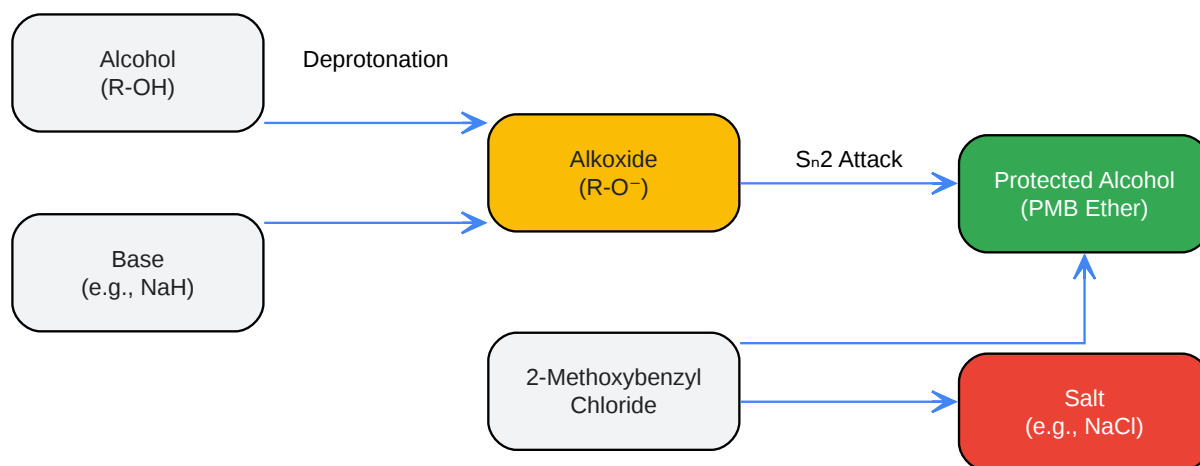 Alcohol
(R-OH)
Deprotonation
Base
(e.g., NaH)
Alkoxide
(R-O⁻)
Sₙ2 Attack
2-Methoxybenzyl
Chloride
Protected Alcohol
(PMB Ether)
Salt
(e.g., NaCl)